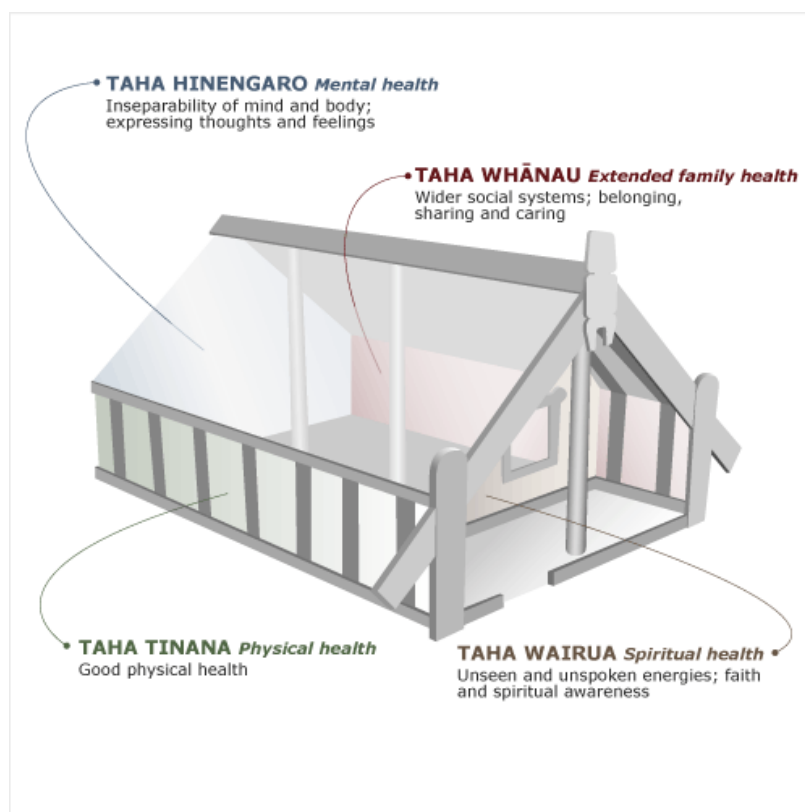 TAHA HINENGARO Mental health
Inseparability of mind and body;
expressing thoughts and feelings
TAHA WHĀNAU Extended family health
Wider social systems; belonging,
sharing and caring
TAHA TINANA Physical health
Good physical health
TAHA WAIRUA Spiritual health
Unseen and unspoken energies; faith
and spiritual awareness